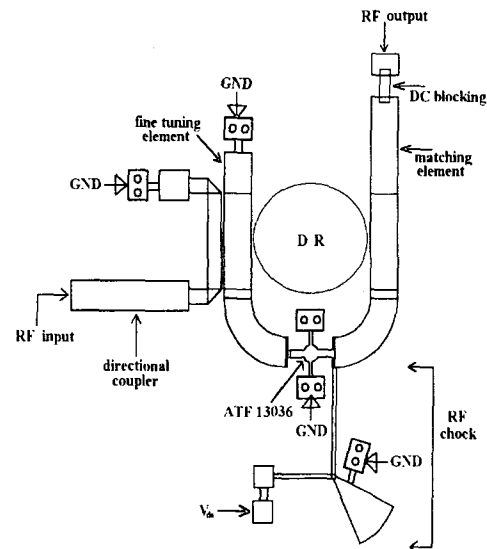 RF output
GND
DC blocking
fine tuning
element
matching
element
GND
D R
RF input
directional
coupler
ATF 13036
GND
RF
chock
GND
V_ds